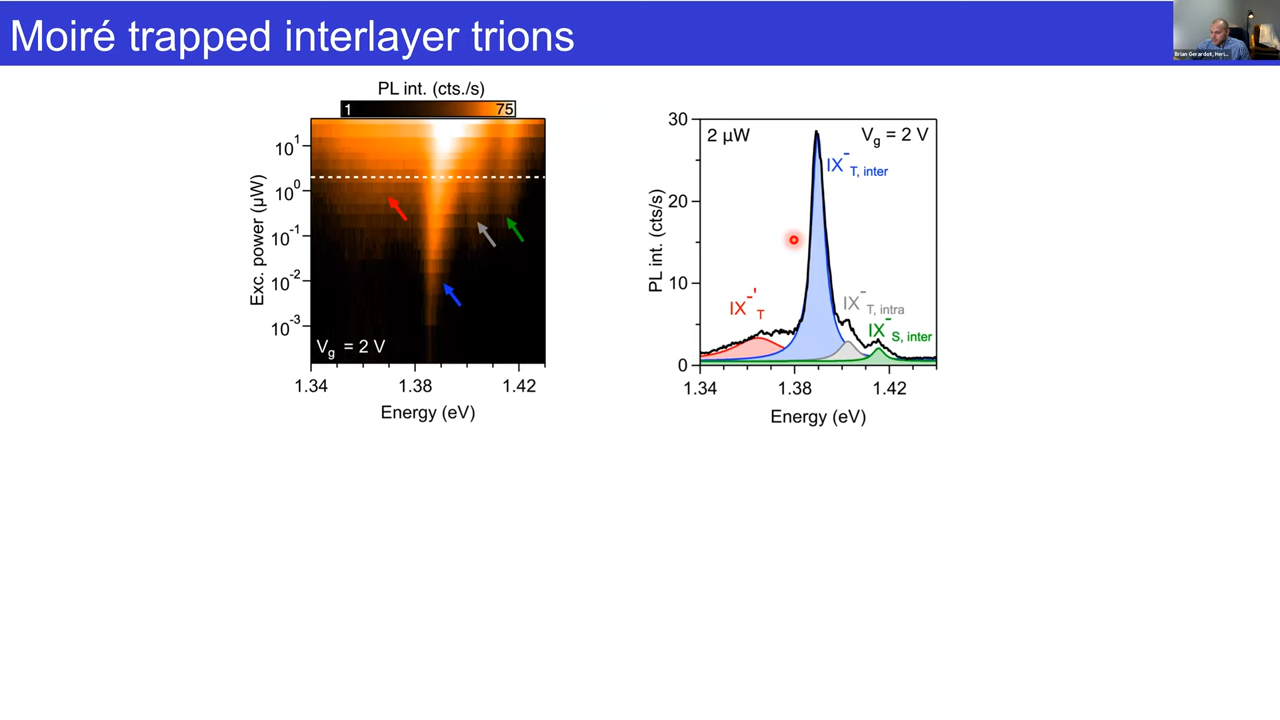 Moiré trapped interlayer trions
Brian Gerardot, Heri...
PL int. (cts./s)
1 75
Exc. power (µW)
10¹
10⁰
10⁻¹
10⁻²
10⁻³
V_g = 2 V
1.34 1.38 1.42
Energy (eV)
PL int. (cts/s)
30
20
10
0
2 µW V_g = 2 V
IX⁻_T, inter
IX⁻'_T
IX⁻_T, intra
IX⁻_S, inter
1.34 1.38 1.42
Energy (eV)